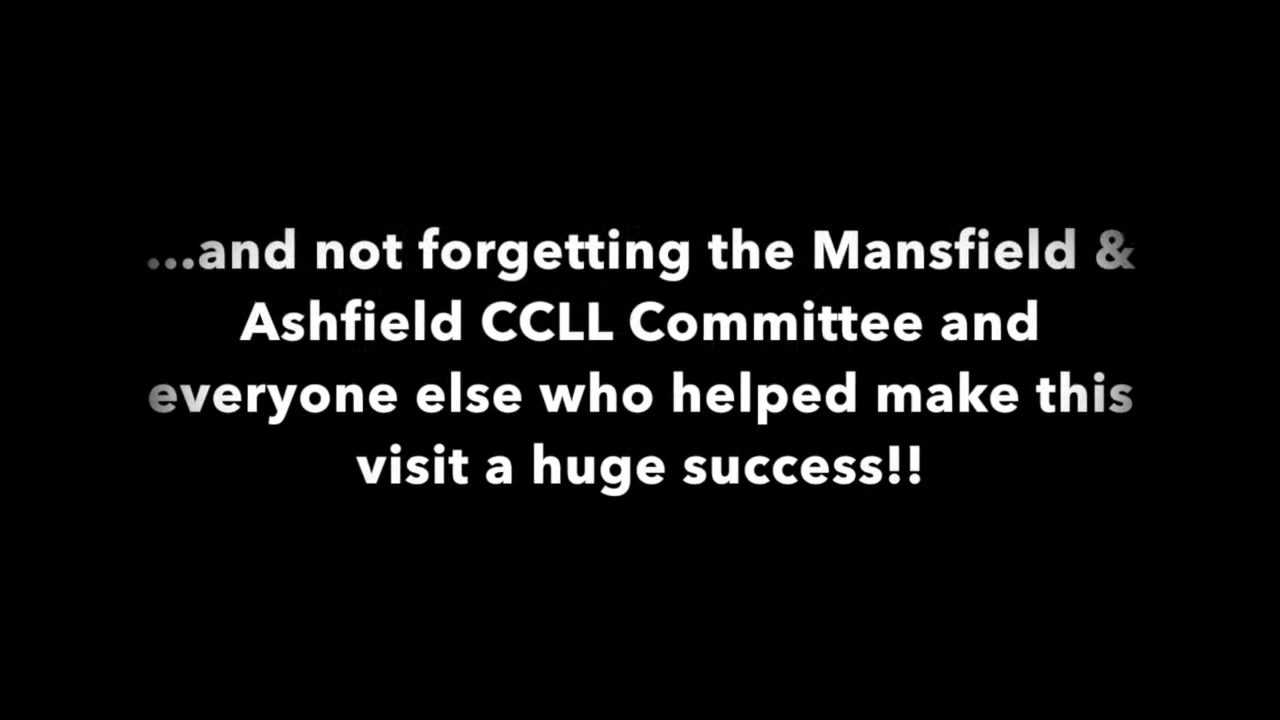 ...and not forgetting the Mansfield &
Ashfield CCLL Committee and
everyone else who helped make this
visit a huge success!!